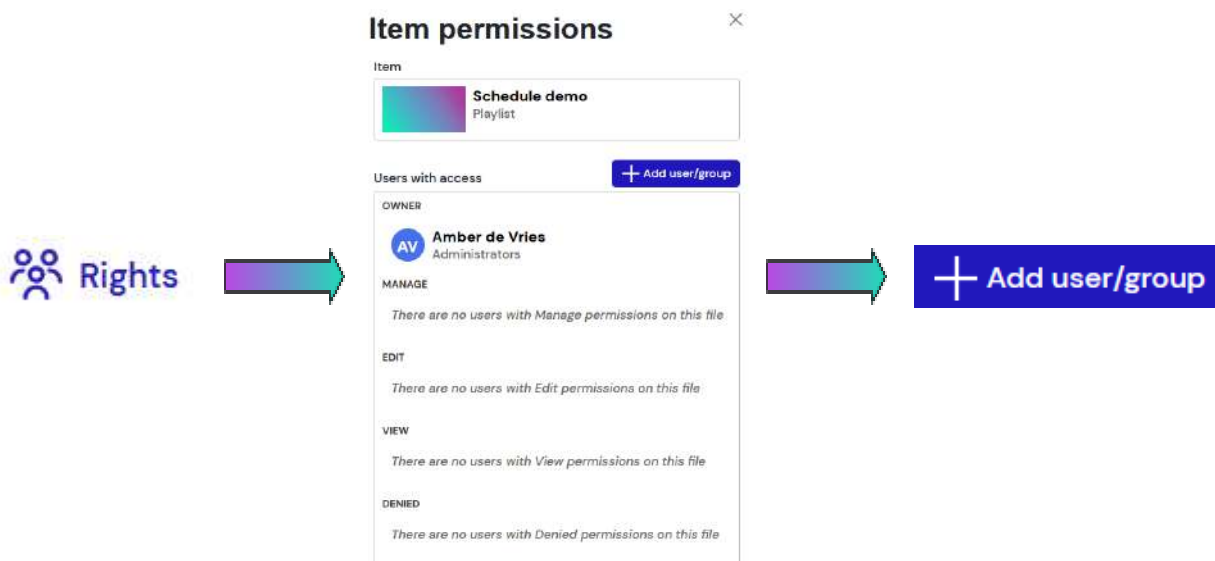 Item permissions
Item
Schedule demo
Playlist
Users with access
Add user/group
OWNER
AV
Amber de Vries
Administrators
MANAGE
There are no users with Manage permissions on this file
EDIT
There are no users with Edit permissions on this file
VIEW
There are no users with View permissions on this file
DENIED
There are no users with Denied permissions on this file
Rights
Add user/group